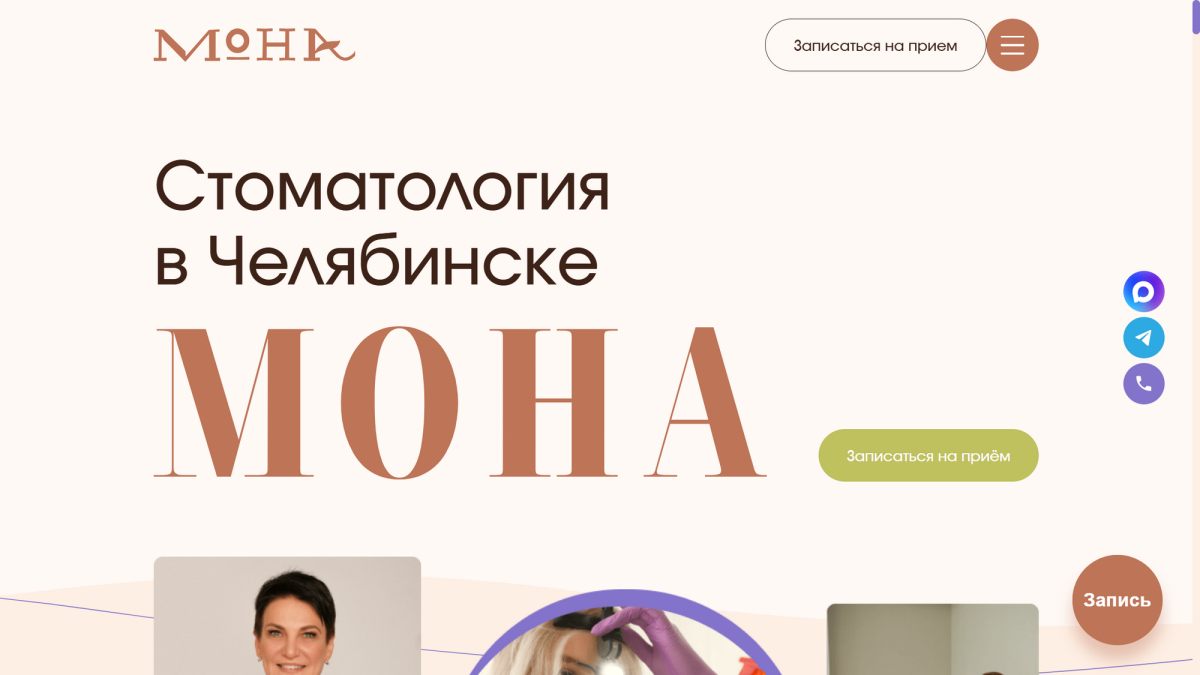 МОНА
Записаться на прием
Стоматология
в Челябинске
МОНА
Записаться на приём
Запись